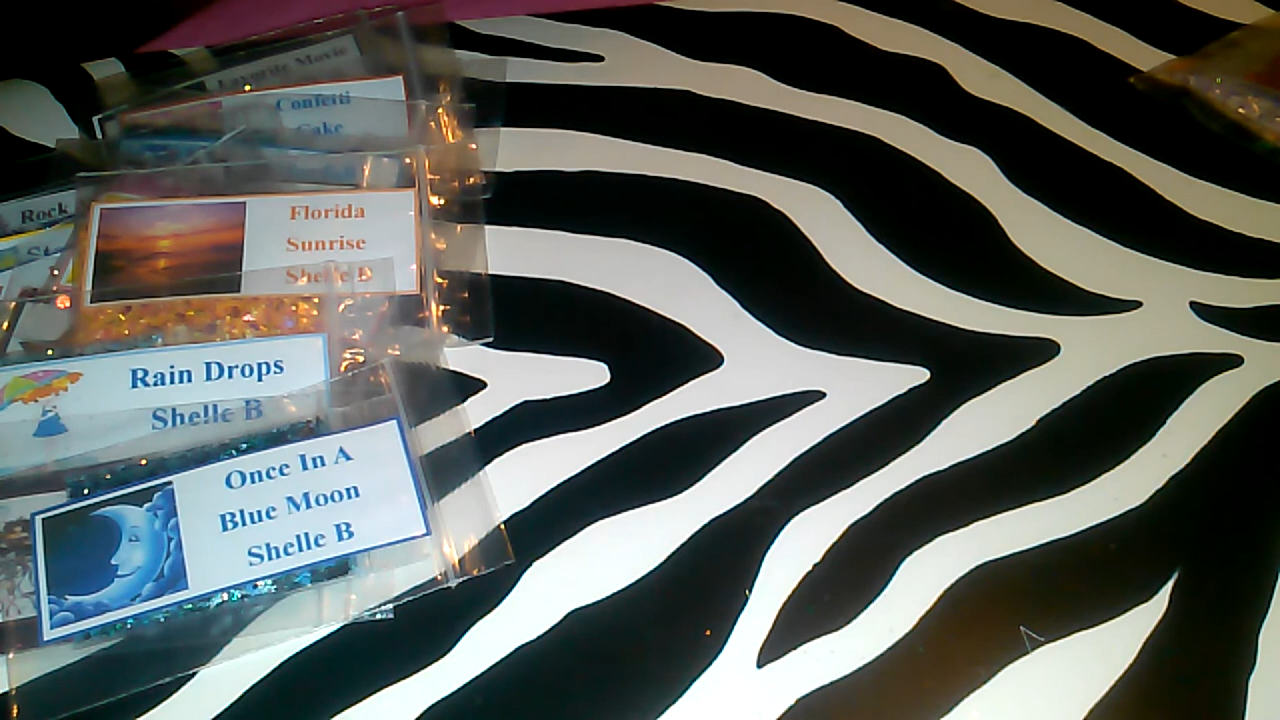 Favorite Movie
Confetti
Cake
Rock
Florida
Sunrise
Shelle B
Rain Drops
Shelle B
Once In A
Blue Moon
Shelle B